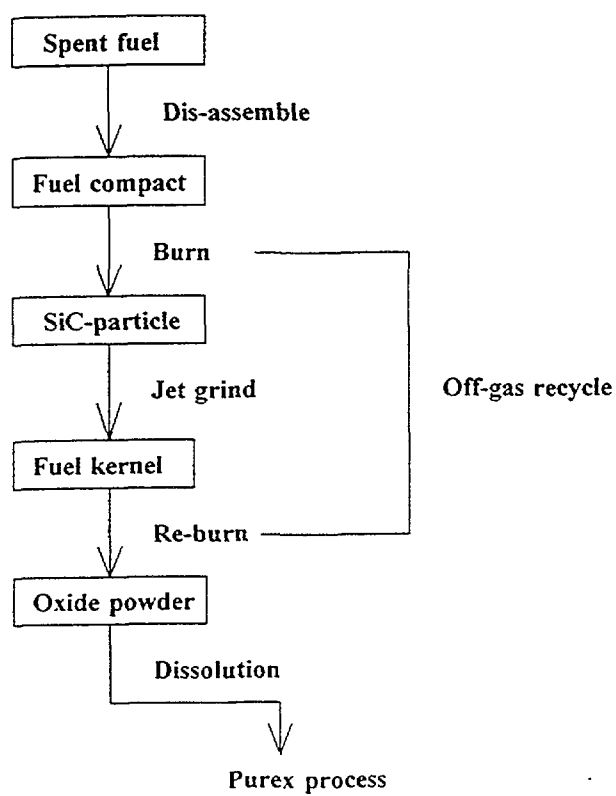 Spent fuel
Dis-assemble
Fuel compact
Burn
SiC-particle
Jet grind
Off-gas recycle
Fuel kernel
Re-burn
Oxide powder
Dissolution
Purex process